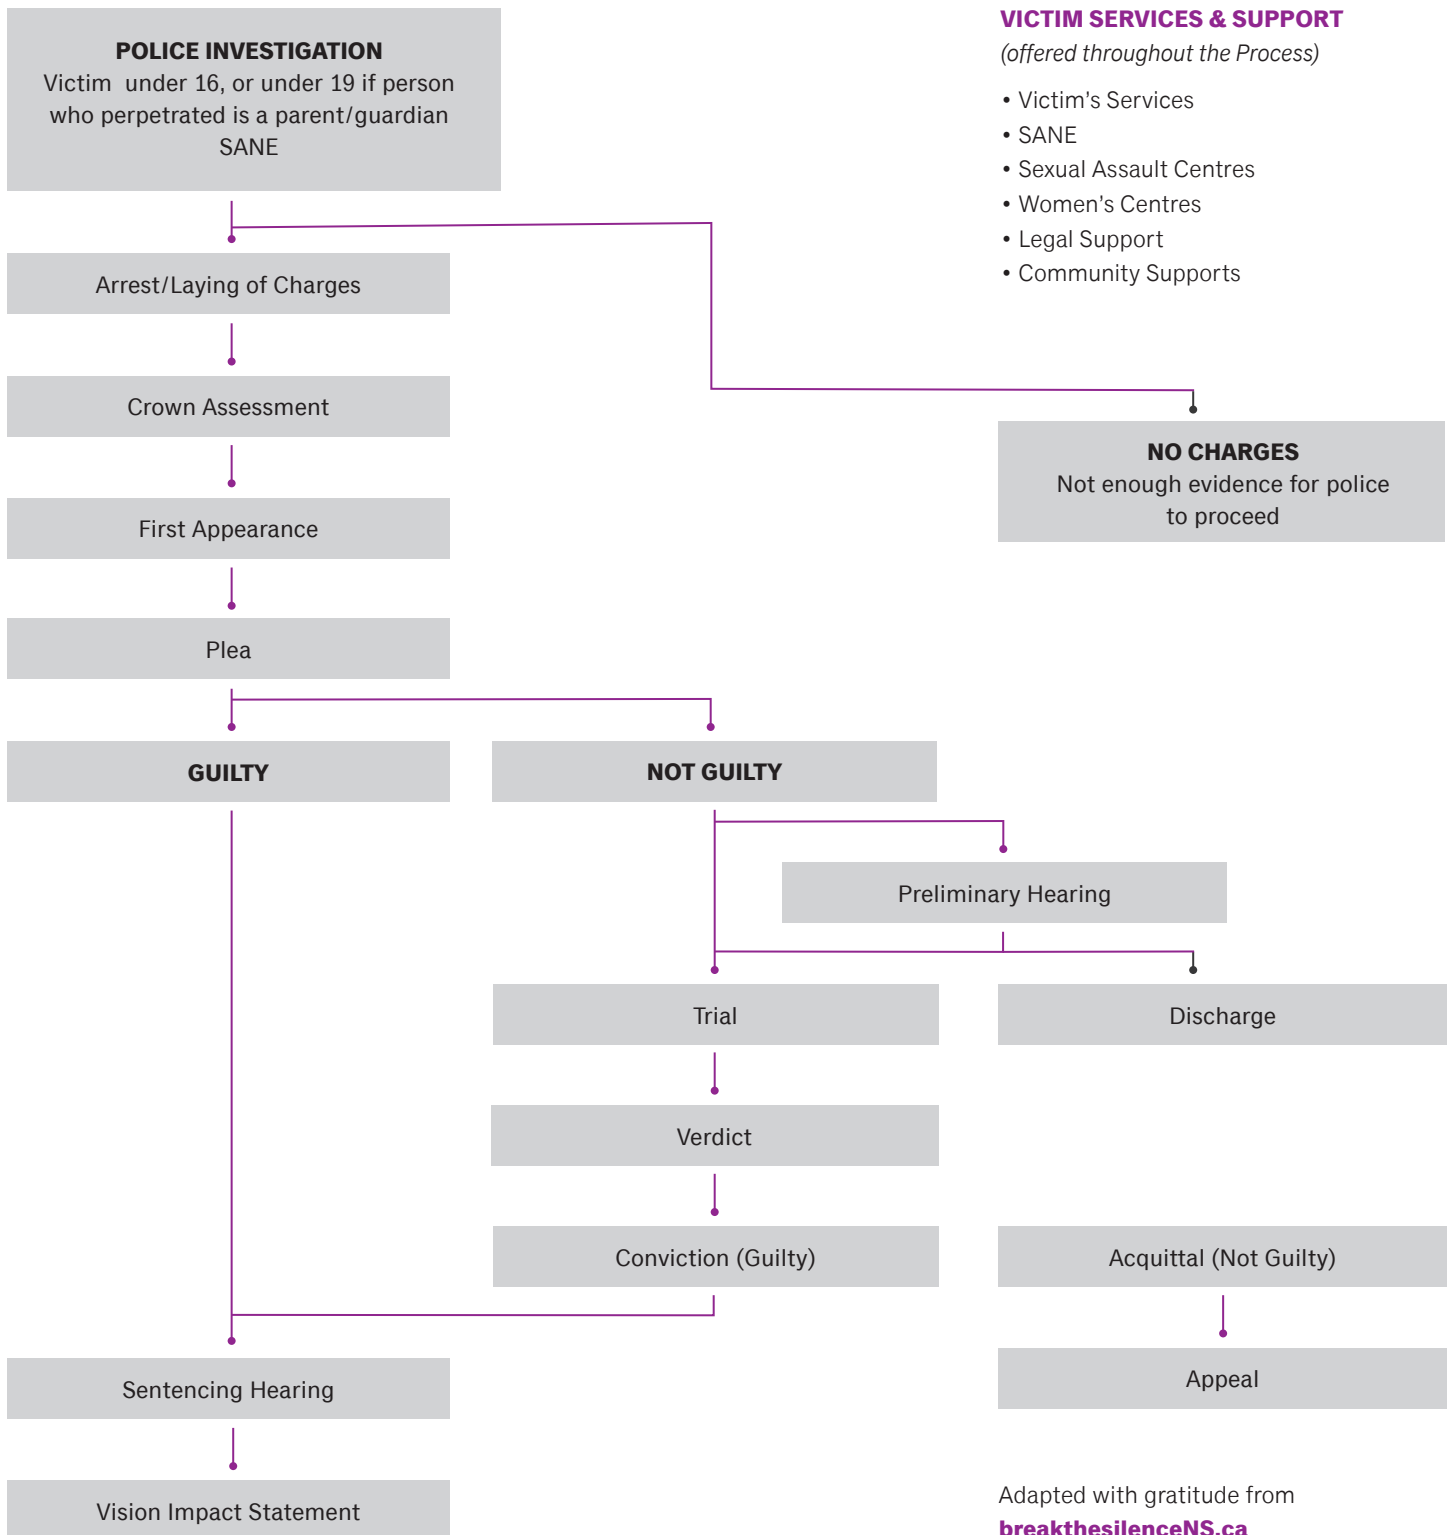 POLICE INVESTIGATION
Victim under 16, or under 19 if person
who perpetrated is a parent/guardian
SANE
VICTIM SERVICES & SUPPORT
(offered throughout the Process)
• Victim's Services
• SANE
• Sexual Assault Centres
• Women's Centres
• Legal Support
• Community Supports
Arrest/Laying of Charges
Crown Assessment
NO CHARGES
Not enough evidence for police
to proceed
First Appearance
Plea
GUILTY
NOT GUILTY
Preliminary Hearing
Trial
Discharge
Verdict
Conviction (Guilty)
Acquittal (Not Guilty)
Sentencing Hearing
Appeal
Vision Impact Statement
Adapted with gratitude from
breakthesilenceNS.ca